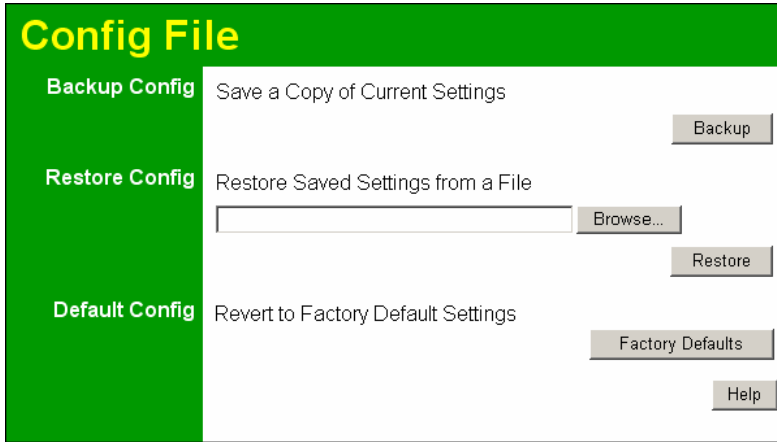 Config File
Backup Config
Save a Copy of Current Settings
Backup
Restore Config
Restore Saved Settings from a File
Browse...
Restore
Default Config
Revert to Factory Default Settings
Factory Defaults
Help